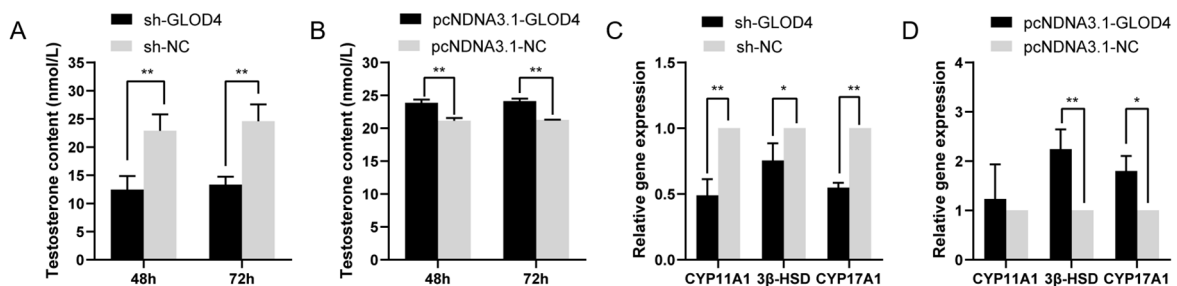 A
sh-GLOD4
sh-NC
Testosterone content (nmol/L)
35
30
25
20
15
10
5
0
**
**
48h
72h
B
pcNDNA3.1-GLOD4
pcNDNA3.1-NC
Testosterone content (nmol/L)
30
25
20
15
10
5
0
**
**
48h
72h
C
sh-GLOD4
sh-NC
Relative gene expression
1.5
1.0
0.5
0.0
**
*
**
CYP11A1
3β-HSD
CYP17A1
D
pcNDNA3.1-GLOD4
pcNDNA3.1-NC
Relative gene expression
4
3
2
1
0
**
*
CYP11A1
3β-HSD
CYP17A1